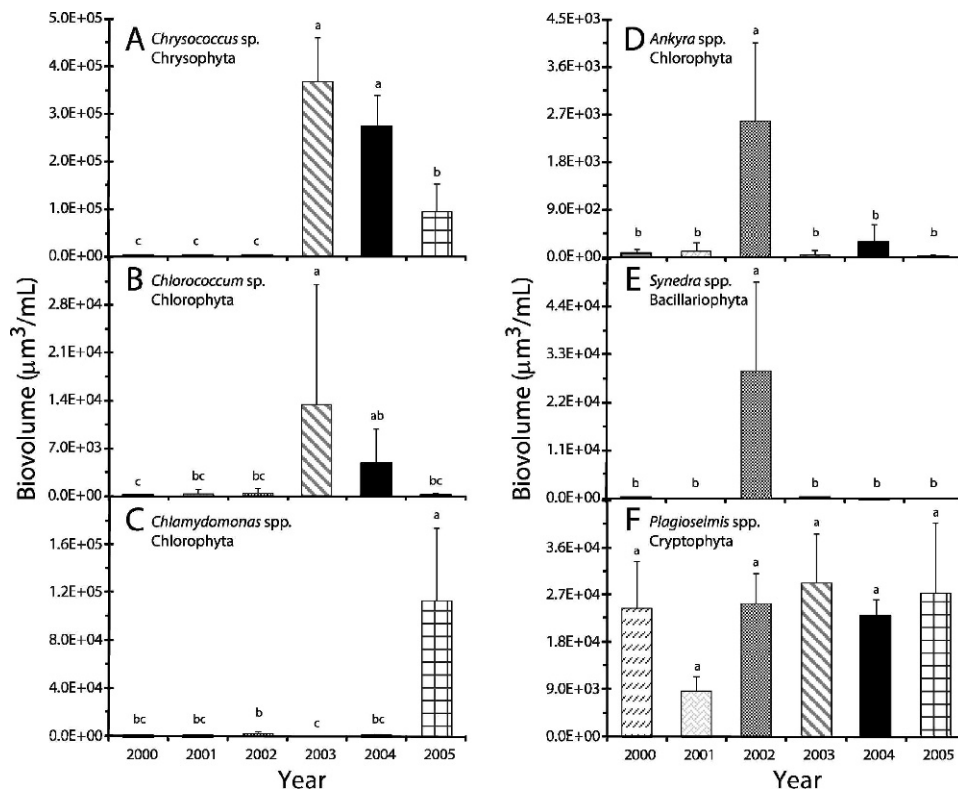 A Chrysococcus sp.
Chrysophyta
5.0E+05
4.0E+05
3.0E+05
2.0E+05
1.0E+05
0.0E+00
c c c a a b
B Chlorococcum sp.
Chlorophyta
2.8E+04
2.1E+04
1.4E+04
7.0E+03
0.0E+00
c bc bc a ab bc
C Chlamydomonas spp.
Chlorophyta
1.6E+05
1.2E+05
8.0E+04
4.0E+04
0.0E+00
bc bc b c bc a
2000 2001 2002 2003 2004 2005
Year
Biovolume (μm³/mL)
D Ankyra spp.
Chlorophyta
4.5E+03
3.6E+03
2.7E+03
1.8E+03
9.0E+02
0.0E+00
b b a b b b
E Synedra spp.
Bacillariophyta
4.4E+04
3.3E+04
2.2E+04
1.1E+04
0.0E+00
b b a b b b
F Plagioselmis spp.
Cryptophyta
3.6E+04
2.7E+04
1.8E+04
9.0E+03
0.0E+00
a a a a a a
2000 2001 2002 2003 2004 2005
Year
Biovolume (μm³/mL)